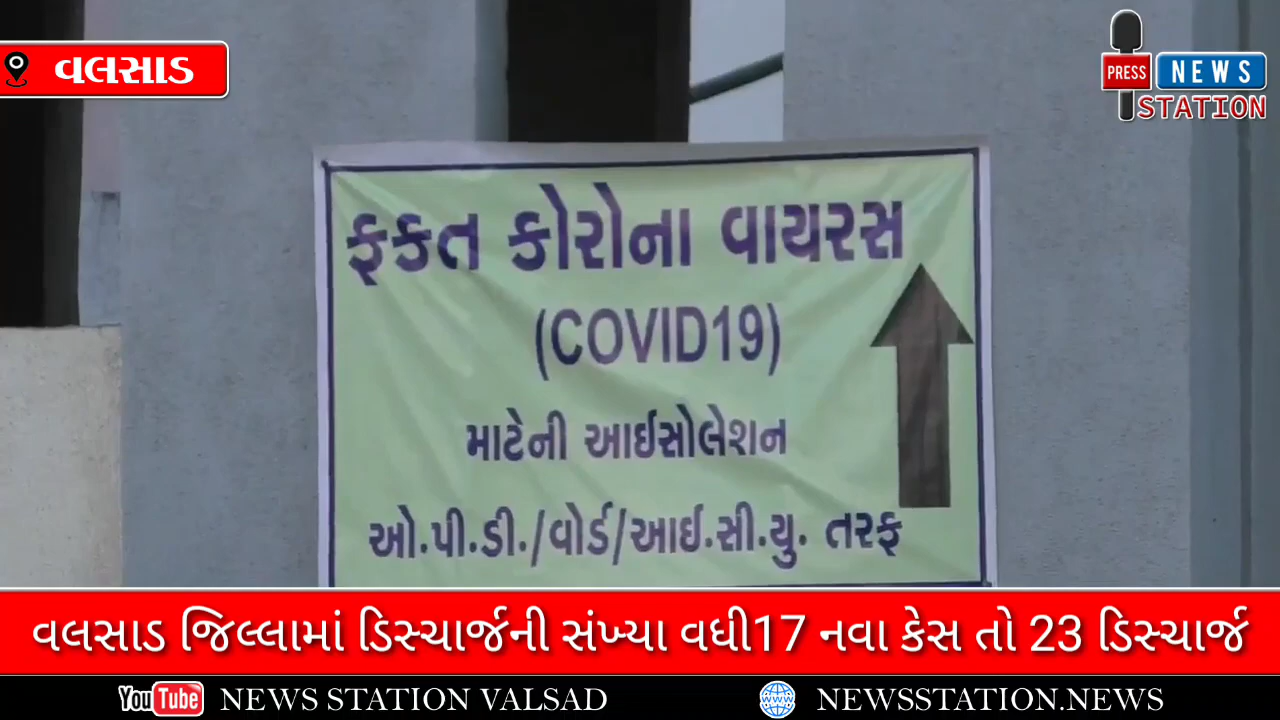 વલસાડ
PRESS NEWS
STATION
ફકત કોરોના વાયરસ
(COVID19)
માટેની આઈસોલેશન
ઓ.પી.ડી./વોર્ડ/આઈ.સી.યુ. તરફ
વલસાડ જિલ્લામાં ડિસ્ચાર્જની સંખ્યા વધી17 નવા કેસ તો 23 ડિસ્ચાર્જ
YouTube NEWS STATION VALSAD
NEWSSTATION.NEWS